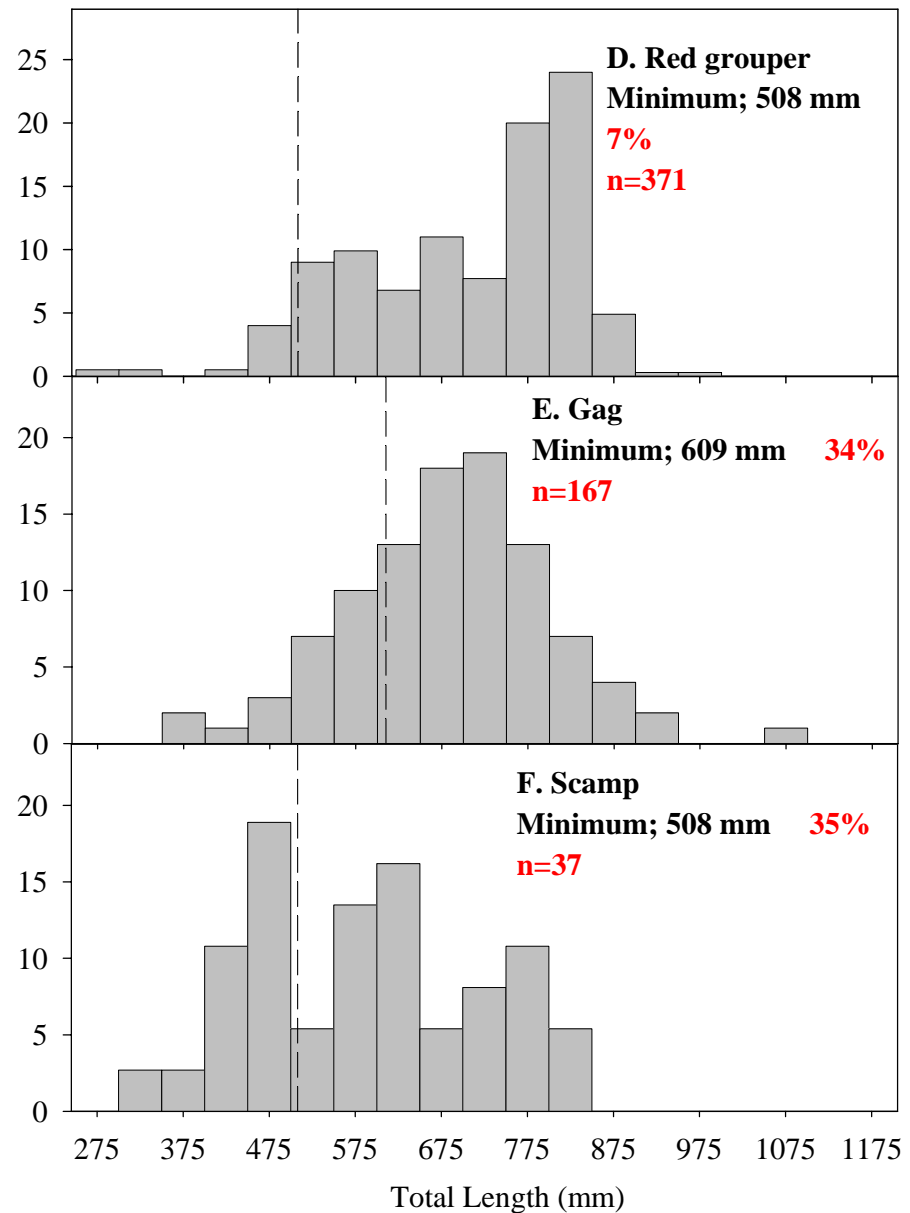 25
20
15
10
5
0
D. Red grouper
Minimum; 508 mm
7%
n=371
20
15
10
5
0
E. Gag
Minimum; 609 mm 34%
n=167
20
15
10
5
0
F. Scamp
Minimum; 508 mm 35%
n=37
275 375 475 575 675 775 875 975 1075 1175
Total Length (mm)